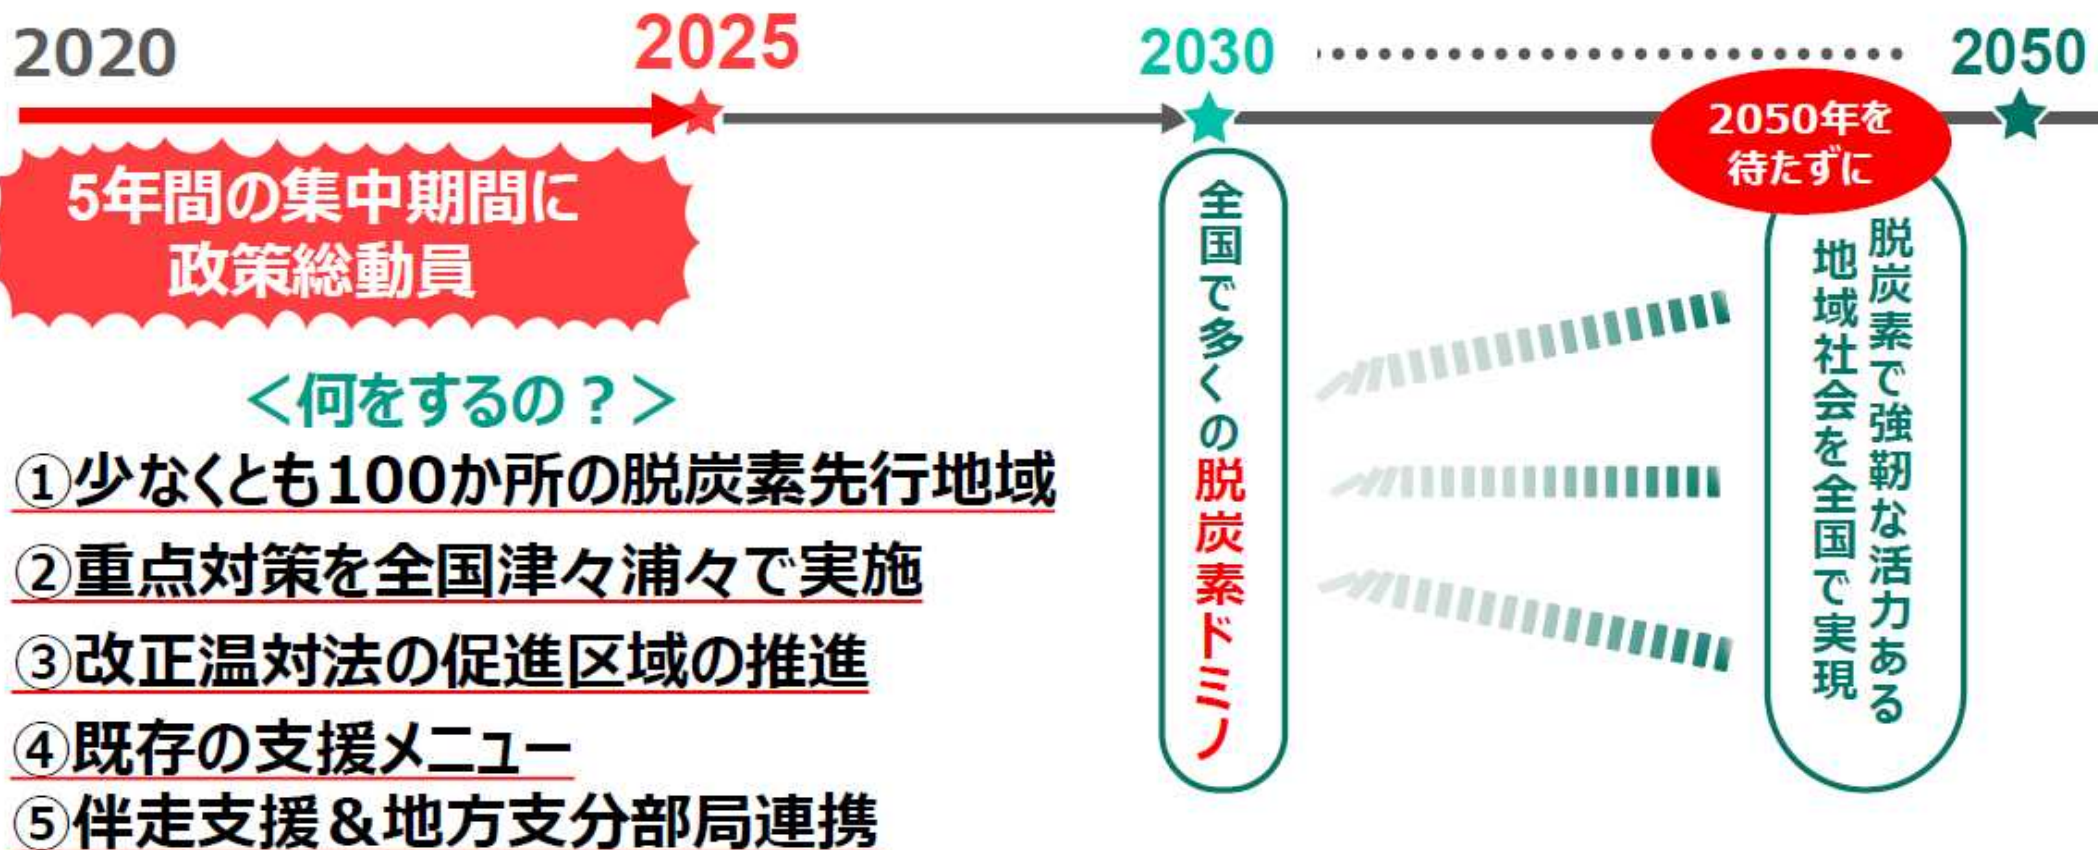 2020
2025
2030
2050
5年間の集中期間に
政策総動員
＜何をするの？＞
①少なくとも100か所の脱炭素先行地域
②重点対策を全国津々浦々で実施
③改正温対法の促進区域の推進
④既存の支援メニュー
⑤伴走支援＆地方支分部局連携
全国で多くの脱炭素ドミノ
2050年を
待たずに
脱炭素で強靭な活力ある
地域社会を全国で実現